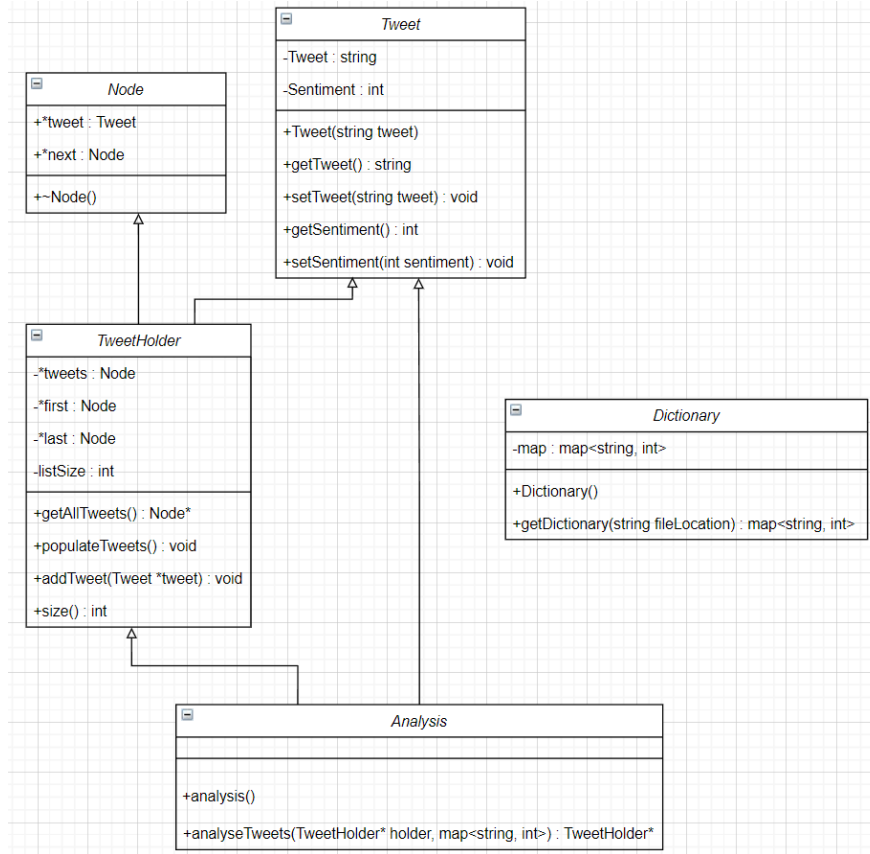 Tweet
-Tweet : string
-Sentiment : int
+Tweet(string tweet)
+getTweet() : string
+setTweet(string tweet) : void
+getSentiment() : int
+setSentiment(int sentiment) : void
Node
+*tweet : Tweet
+*next : Node
+~Node()
TweetHolder
-*tweets : Node
-*first : Node
-*last : Node
-listSize : int
+getAllTweets() : Node*
+populateTweets() : void
+addTweet(Tweet *tweet) : void
+size() : int
Dictionary
-map : map<string, int>
+Dictionary()
+getDictionary(string fileLocation) : map<string, int>
Analysis
+analysis()
+analyseTweets(TweetHolder* holder, map<string, int>) : TweetHolder*